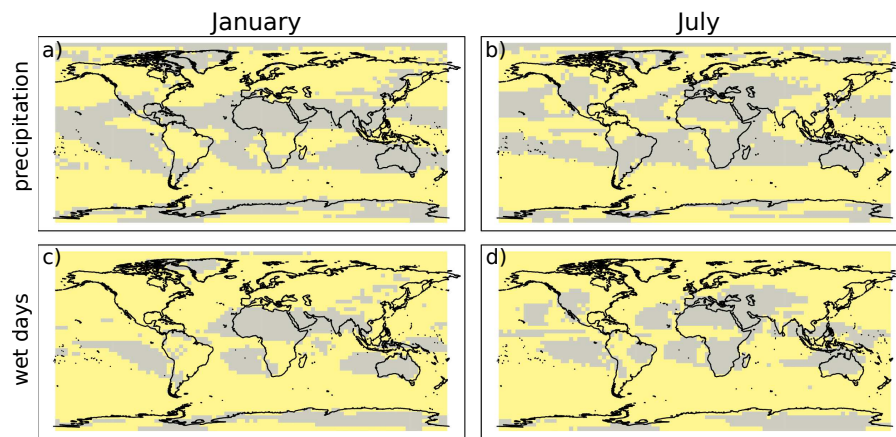 January July
precipitation
a) b)
wet days
c) d)